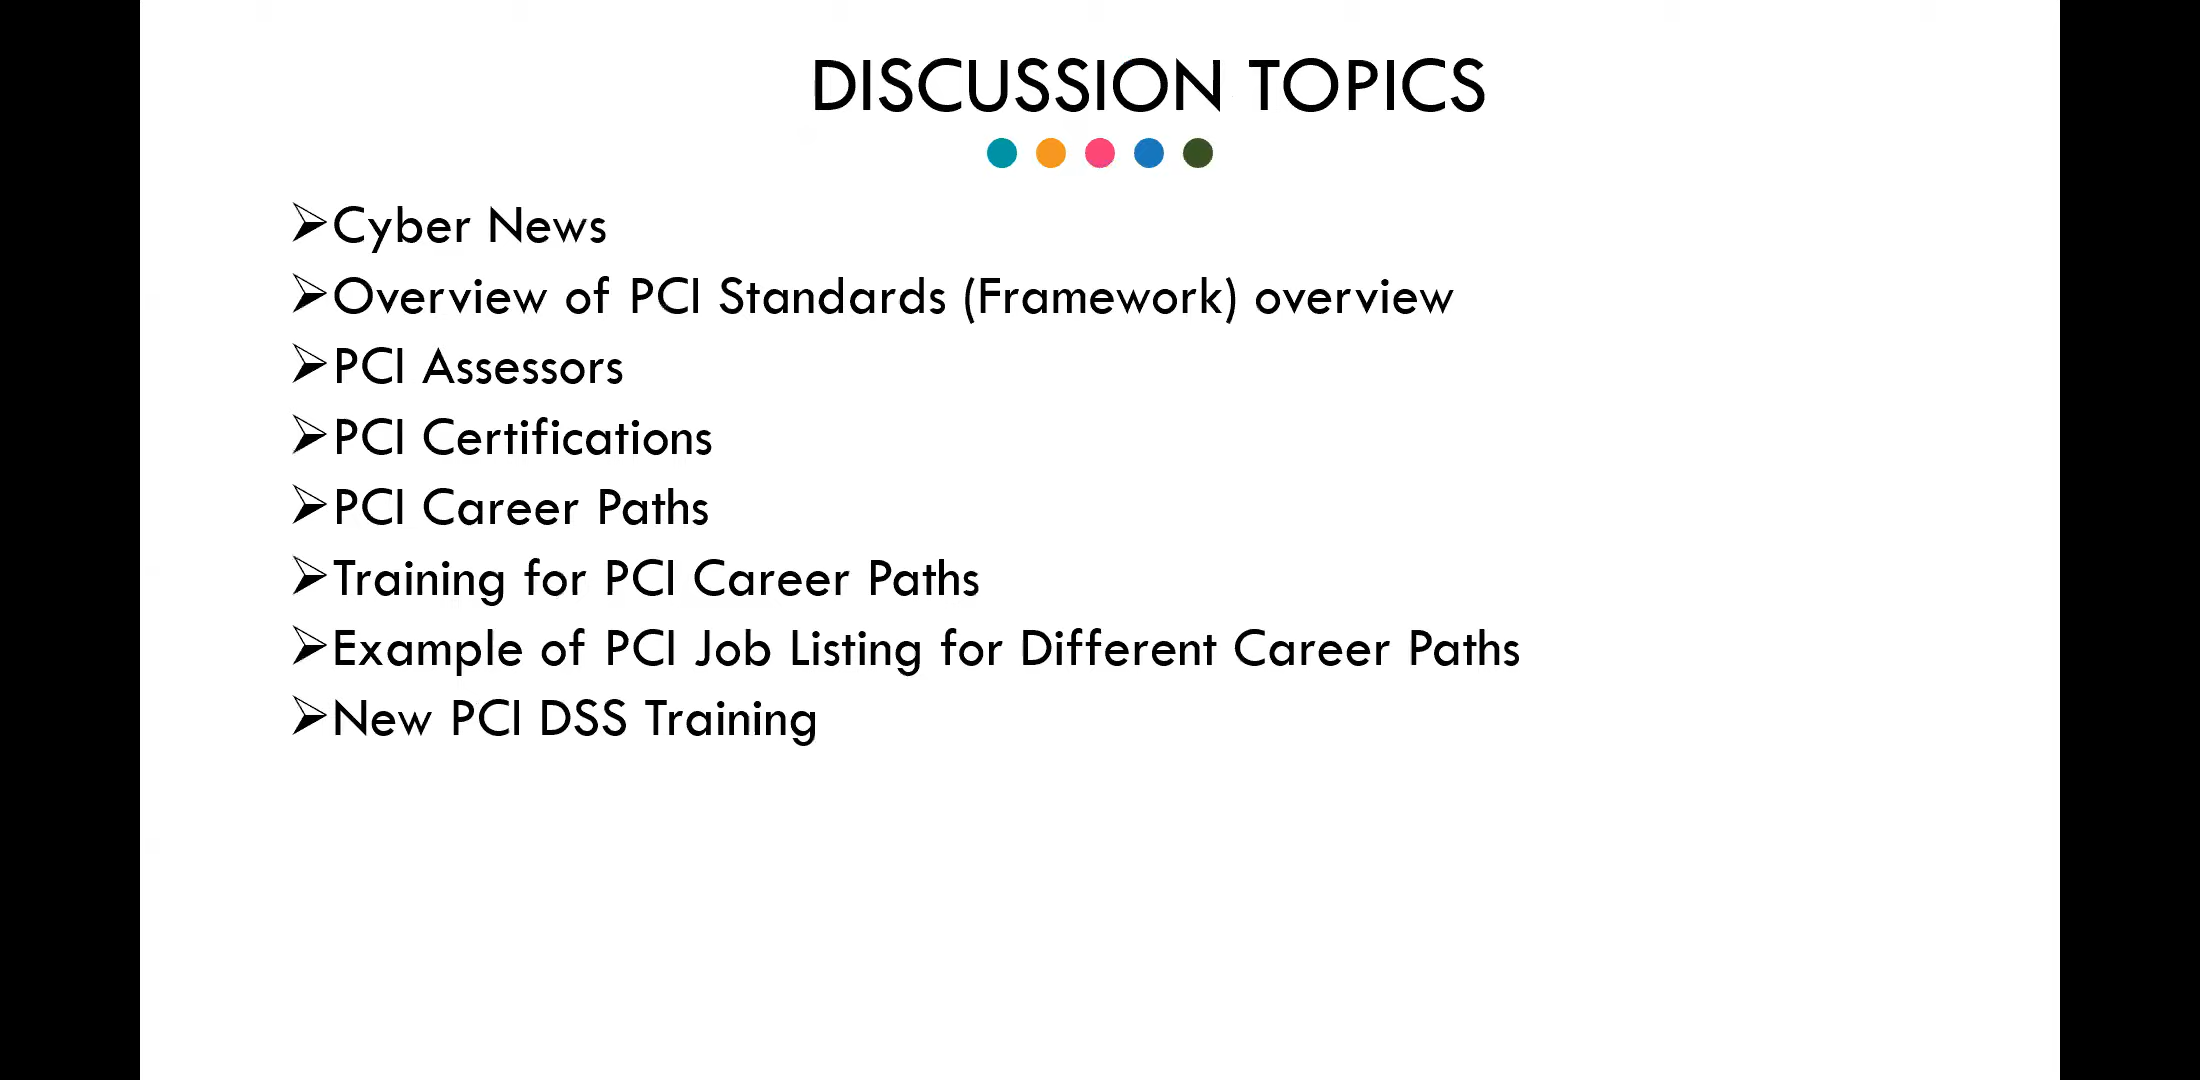 DISCUSSION TOPICS
➢Cyber News
➢Overview of PCI Standards (Framework) overview
➢PCI Assessors
➢PCI Certifications
➢PCI Career Paths
➢Training for PCI Career Paths
➢Example of PCI Job Listing for Different Career Paths
➢New PCI DSS Training